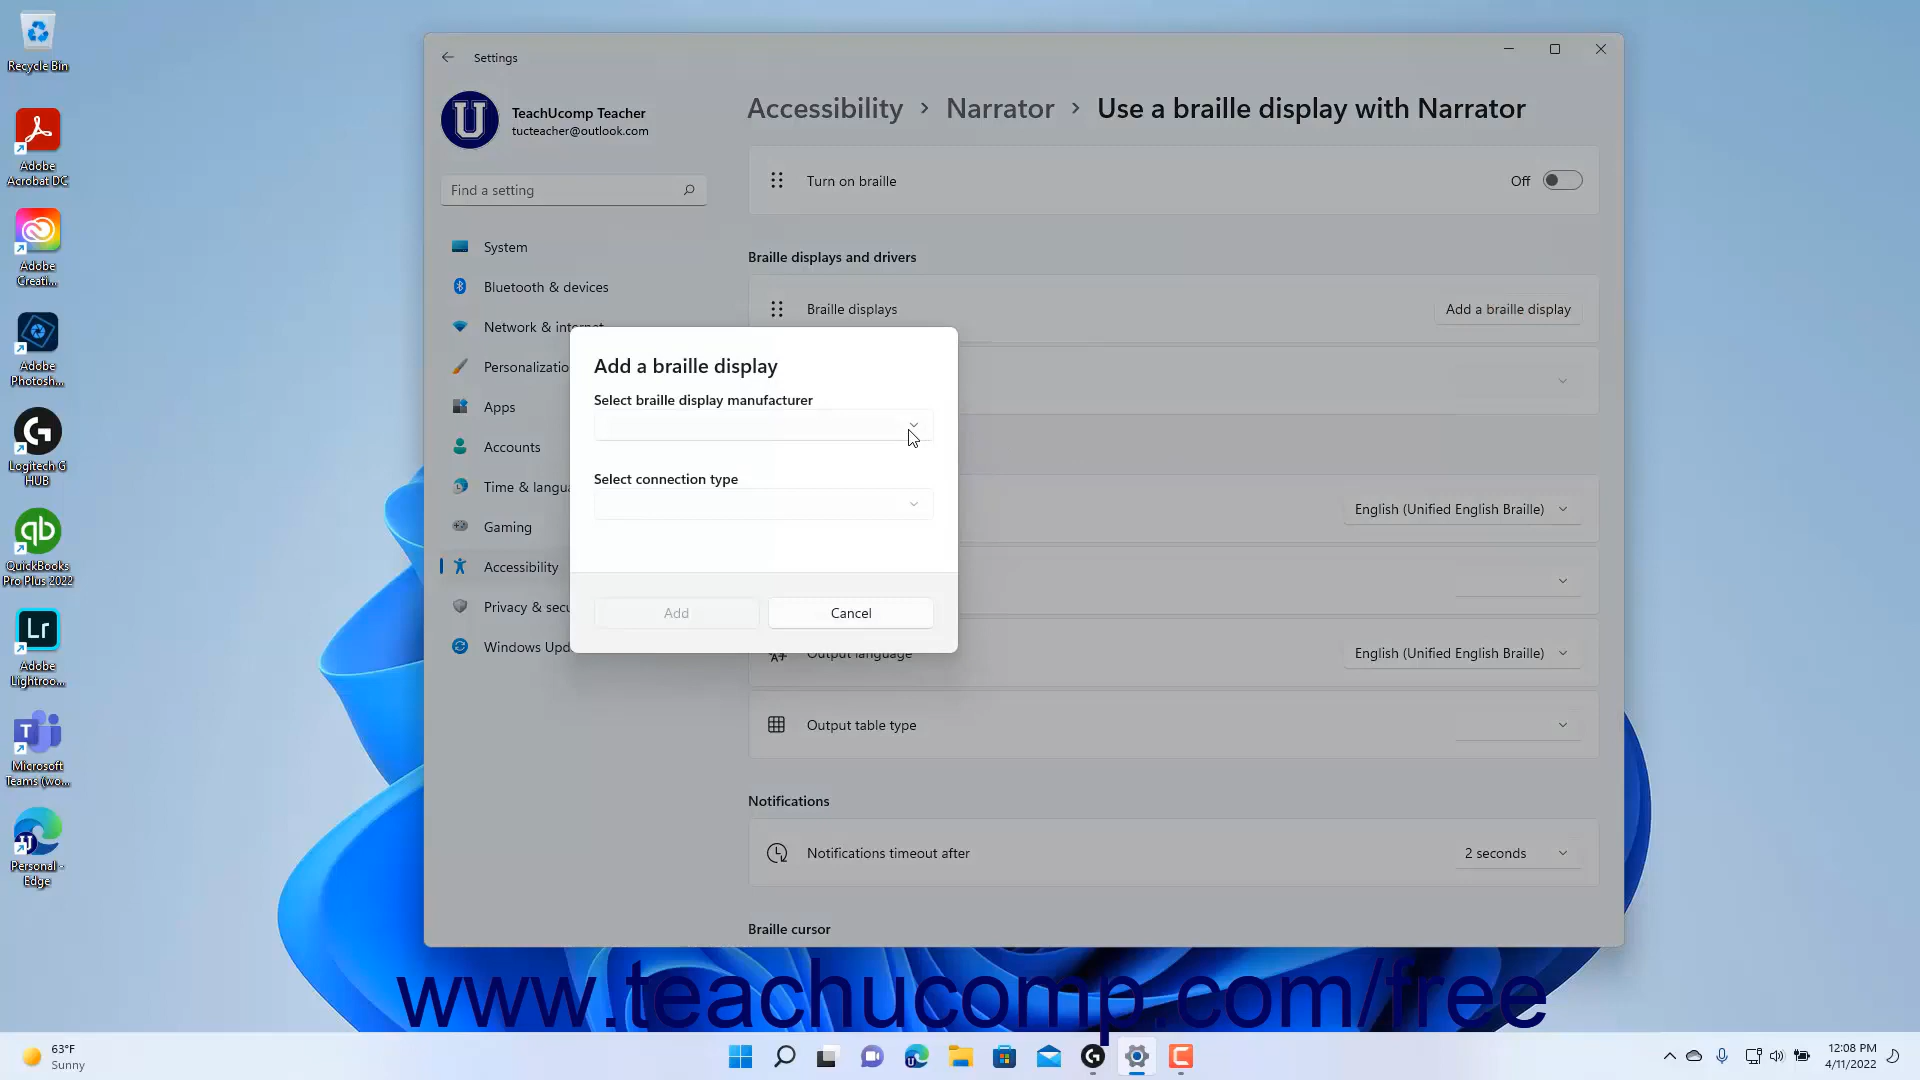 Recycle Bin
Adobe
Acrobat DC
Adobe
Creati...
Adobe
Photosh...
Logitech G
HUB
QuickBooks
Pro Plus 2022
Adobe
Lightroo...
Microsoft
Teams (wo...
Personal -
Edge
Settings
TeachUcomp Teacher
tucteacher@outlook.com
Find a setting
System
Bluetooth & devices
Network & internet
Personalizatio
Apps
Accounts
Time & langua
Gaming
Accessibility
Privacy & secu
Windows Upd
Accessibility > Narrator > Use a braille display with Narrator
Turn on braille Off
Braille displays and drivers
Braille displays Add a braille display
Add a braille display
Select braille display manufacturer
Select connection type
Add Cancel
English (Unified English Braille)
Output language English (Unified English Braille)
Output table type
Notifications
Notifications timeout after 2 seconds
Braille cursor
www.teachucomp.com/free
63°F
Sunny
12:08 PM
4/11/2022